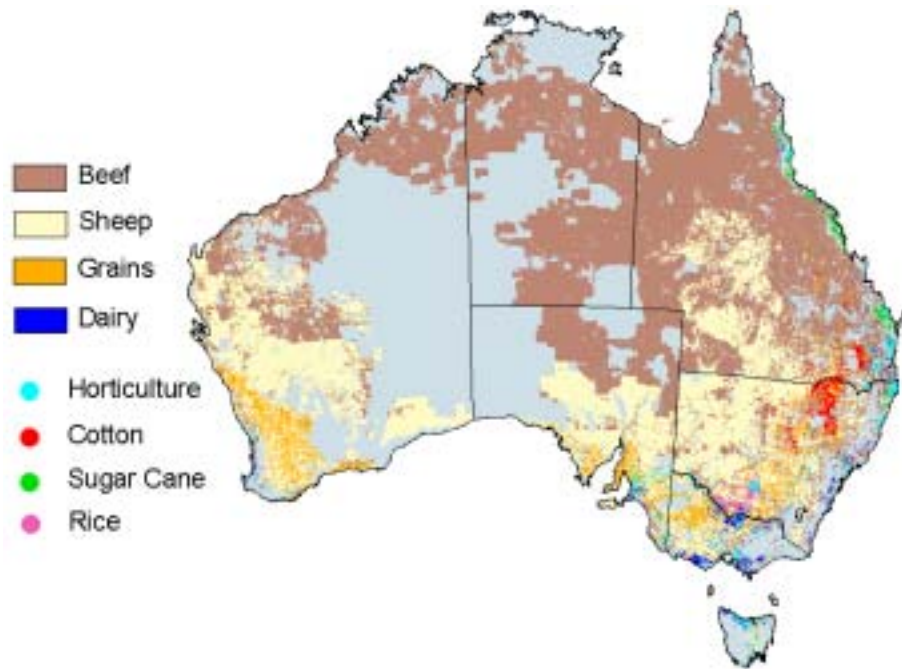 Beef
Sheep
Grains
Dairy
Horticulture
Cotton
Sugar Cane
Rice